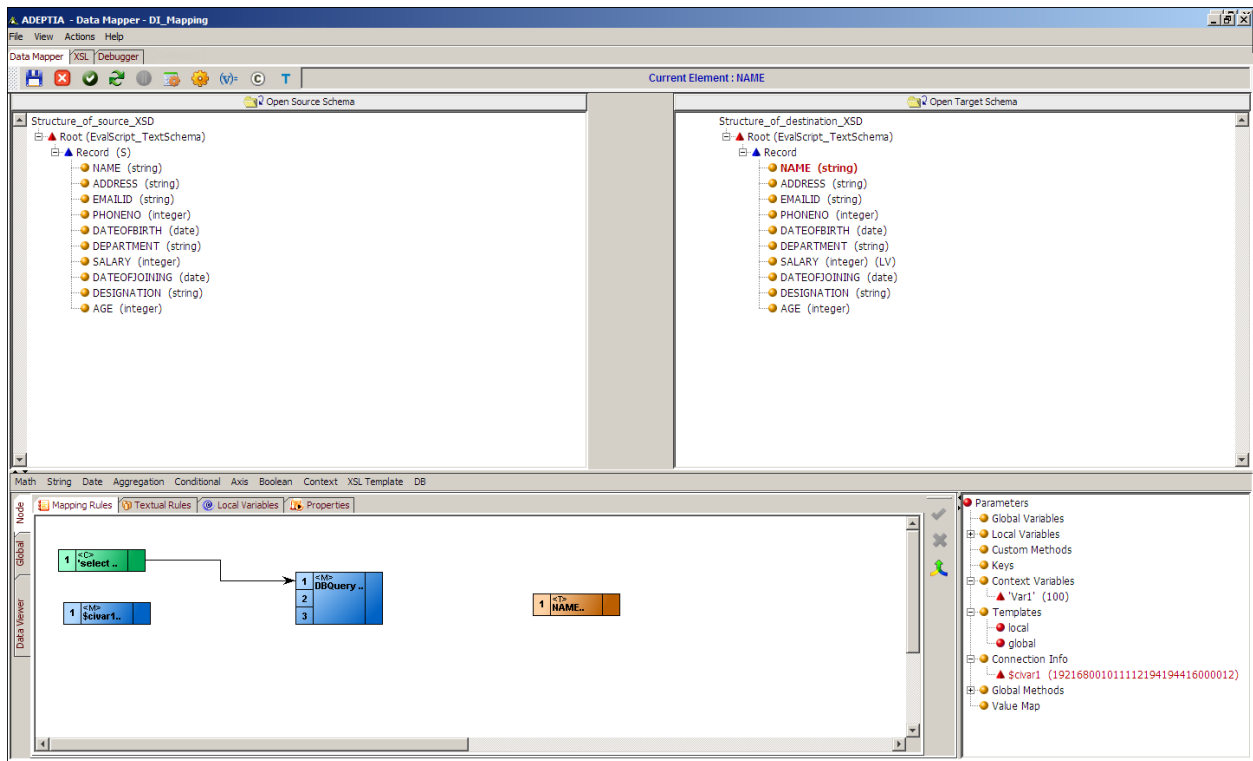 ADEPTIA - Data Mapper - DI_Mapping
File View Actions Help
Data Mapper XSL Debugger
(V)= C T Current Element : NAME
Open Source Schema Open Target Schema
Structure_of_source_XSD
Root (EvalScript_TextSchema)
Record (S)
NAME (string)
ADDRESS (string)
EMAILID (string)
PHONENO (integer)
DATEOFBIRTH (date)
DEPARTMENT (string)
SALARY (integer)
DATEOFJOINING (date)
DESIGNATION (string)
AGE (integer)
Structure_of_destination_XSD
Root (EvalScript_TextSchema)
Record
NAME (string)
ADDRESS (string)
EMAILID (string)
PHONENO (integer)
DATEOFBIRTH (date)
DEPARTMENT (string)
SALARY (integer) (LV)
DATEOFJOINING (date)
DESIGNATION (string)
AGE (integer)
Math String Date Aggregation Conditional Axis Boolean Context XSL Template DB
Node
Global
Data Viewer
Mapping Rules Textual Rules Local Variables Properties
1 <C> 'select ..
1 <M> $civar1..
1 <M> DBQuery ..
2
3
1 <T> NAME..
Parameters
Global Variables
Local Variables
Custom Methods
Keys
Context Variables
'Var1' (100)
Templates
local
global
Connection Info
$civar1 (192168001011112194194416000012)
Global Methods
Value Map